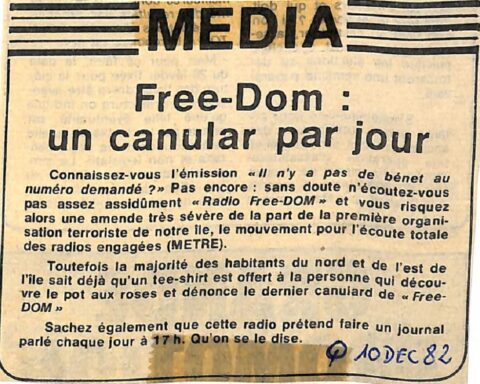 MEDIA
Free-Dom :
un canular par jour
Connaissez-vous l'émission «Il n'y a pas de bénet au
numéro demandé ?» Pas encore : sans doute n'écoutez-vous
pas assez assidûment «Radio Free-DOM» et vous risquez
alors une amende très sévère de la part de la première organi-
sation terroriste de notre île, le mouvement pour l'écoute totale
des radios engagées (METRE).
Toutefois la majorité des habitants du nord et de l'est de
l'île sait déjà qu'un tee-shirt est offert à la personne qui décou-
vre le pot aux roses et dénonce le dernier canulard de «Free-
DOM»
Sachez également que cette radio prétend faire un journal
parlé chaque jour à 17 h. Qu'on se le dise.
10 DEC 82